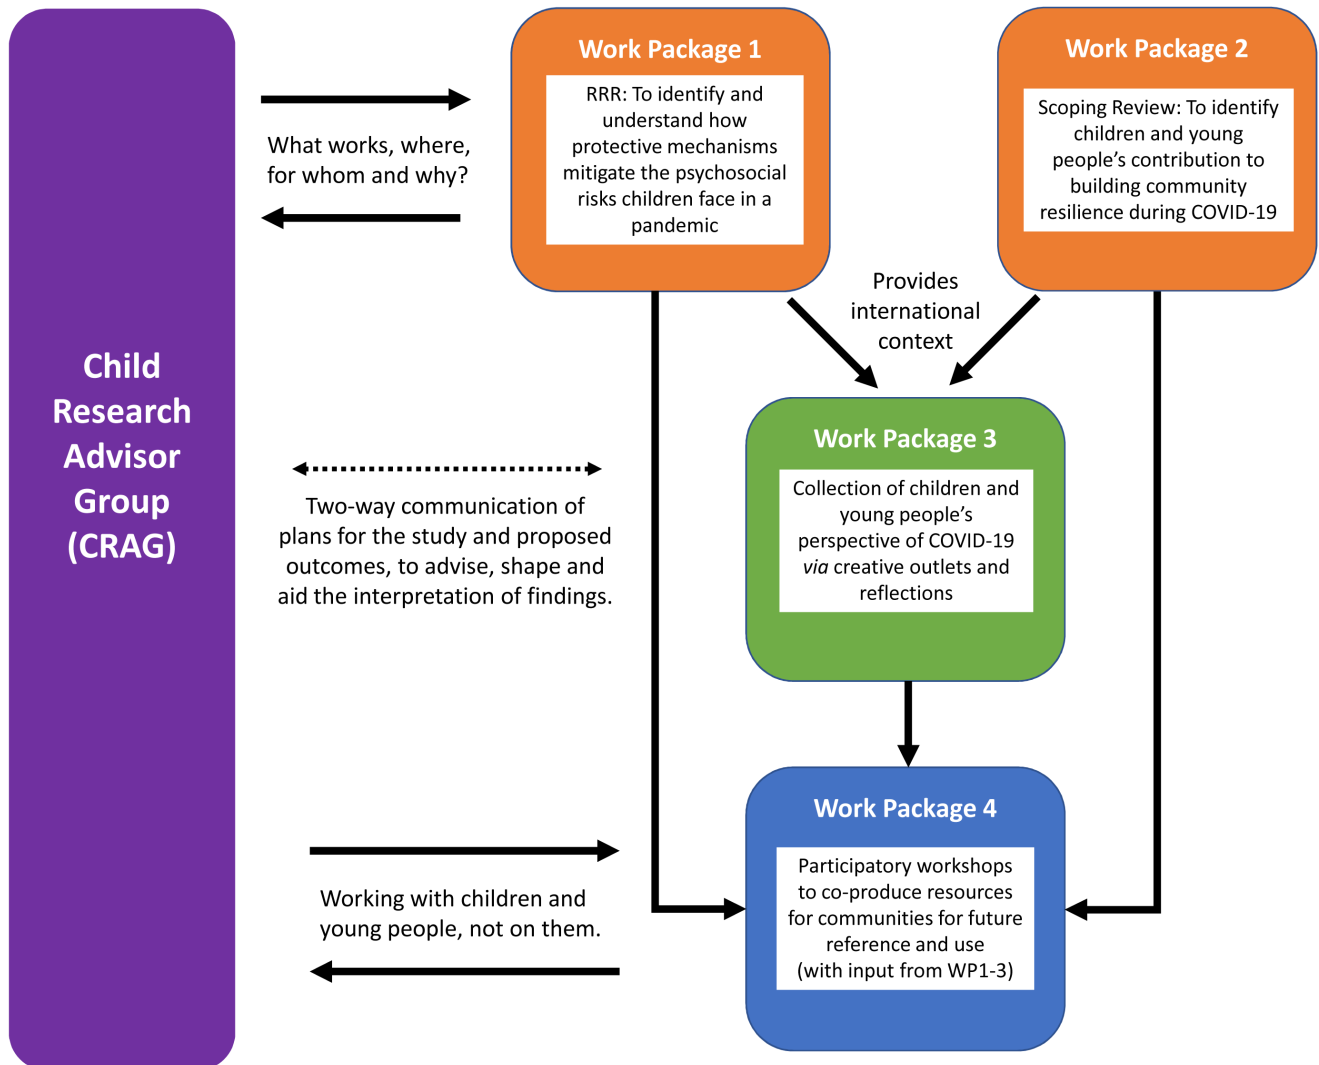 Child
Research
Advisor
Group
(CRAG)
What works, where,
for whom and why?
Two-way communication of
plans for the study and proposed
outcomes, to advise, shape and
aid the interpretation of findings.
Working with children and
young people, not on them.
Work Package 1
RRR: To identify and
understand how
protective mechanisms
mitigate the psychosocial
risks children face in a
pandemic
Work Package 2
Scoping Review: To identify
children and young
people’s contribution to
building community
resilience during COVID-19
Provides
international
context
Work Package 3
Collection of children and
young people’s
perspective of COVID-19
via creative outlets and
reflections
Work Package 4
Participatory workshops
to co-produce resources
for communities for future
reference and use
(with input from WP1-3)